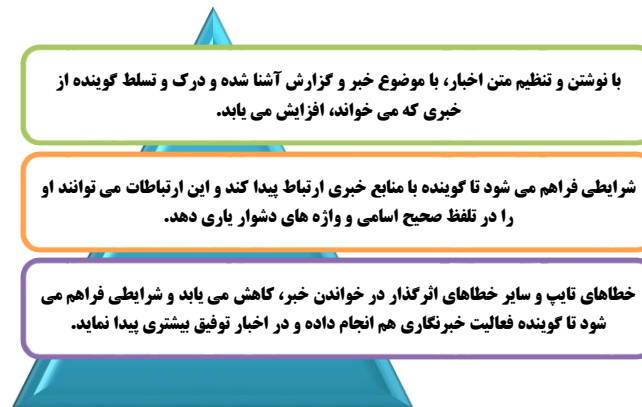 با نوشتن و تنظیم متن اخبار، با موضوع خبر و گزارش آشنا شده و درک و تسلط گوینده از
خبری که می خواند، افزایش می یابد.
شرایطی فراهم می شود تا گوینده با منابع خبری ارتباط پیدا کند و این ارتباطات می توانند او
را در تلفظ صحیح اسامی و واژه های دشوار یاری دهد.
خطاهای تایپ و سایر خطاهای اثرگذار در خواندن خبر، کاهش می یابد و شرایطی فراهم می
شود تا گوینده فعالیت خبرنگاری هم انجام داده و در اخبار توفیق بیشتری پیدا نماید.